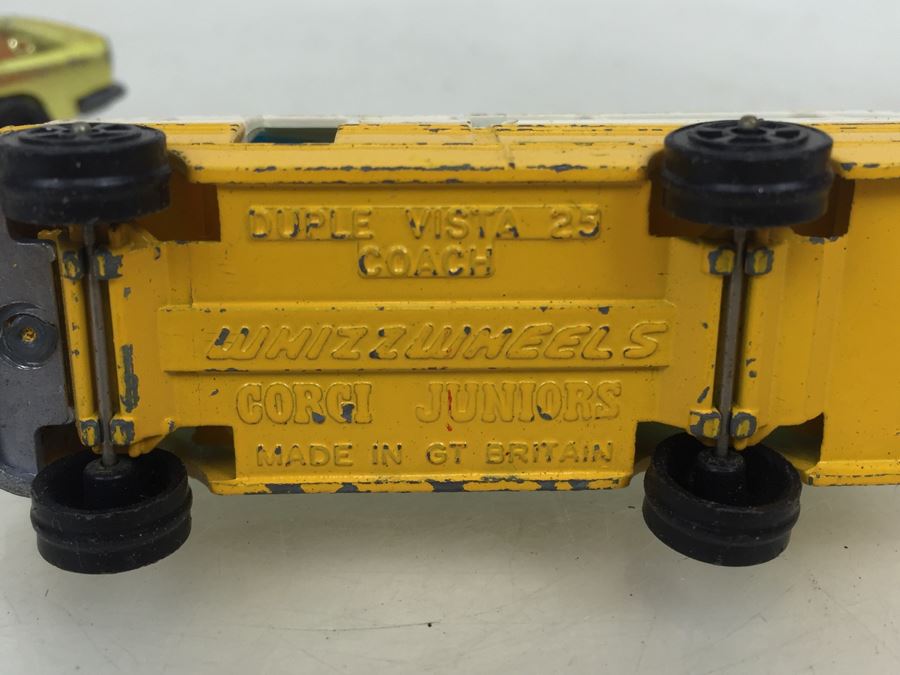 DUPLE VISTA 25
COACH
WHIZZWHEELS
CORGI JUNIORS
MADE IN GT BRITAIN